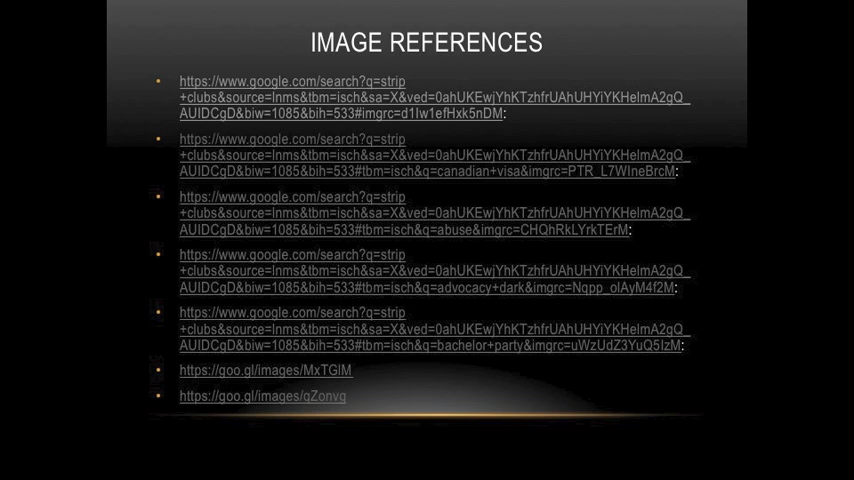 IMAGE REFERENCES
• https://www.google.com/search?q=strip
+clubs&source=lnms&tbm=isch&sa=X&ved=0ahUKEwjYhKTzhfrUAhUHYiYKHelmA2gQ_
AUIDCgD&biw=1085&bih=533#imgrc=d1Iw1efHxk5nDM:
• https://www.google.com/search?q=strip
+clubs&source=lnms&tbm=isch&sa=X&ved=0ahUKEwjYhKTzhfrUAhUHYiYKHelmA2gQ_
AUIDCgD&biw=1085&bih=533#tbm=isch&q=canadian+visa&imgrc=PTR_L7WIneBrcM:
• https://www.google.com/search?q=strip
+clubs&source=lnms&tbm=isch&sa=X&ved=0ahUKEwjYhKTzhfrUAhUHYiYKHelmA2gQ_
AUIDCgD&biw=1085&bih=533#tbm=isch&q=abuse&imgrc=CHQhRkLYrkTErM:
• https://www.google.com/search?q=strip
+clubs&source=lnms&tbm=isch&sa=X&ved=0ahUKEwjYhKTzhfrUAhUHYiYKHelmA2gQ_
AUIDCgD&biw=1085&bih=533#tbm=isch&q=advocacy+dark&imgrc=Nqpp_olAyM4f2M:
• https://www.google.com/search?q=strip
+clubs&source=lnms&tbm=isch&sa=X&ved=0ahUKEwjYhKTzhfrUAhUHYiYKHelmA2gQ_
AUIDCgD&biw=1085&bih=533#tbm=isch&q=bachelor+party&imgrc=uWzUdZ3YuQ5IzM:
• https://goo.gl/images/MxTGlM
• https://goo.gl/images/qZonvg